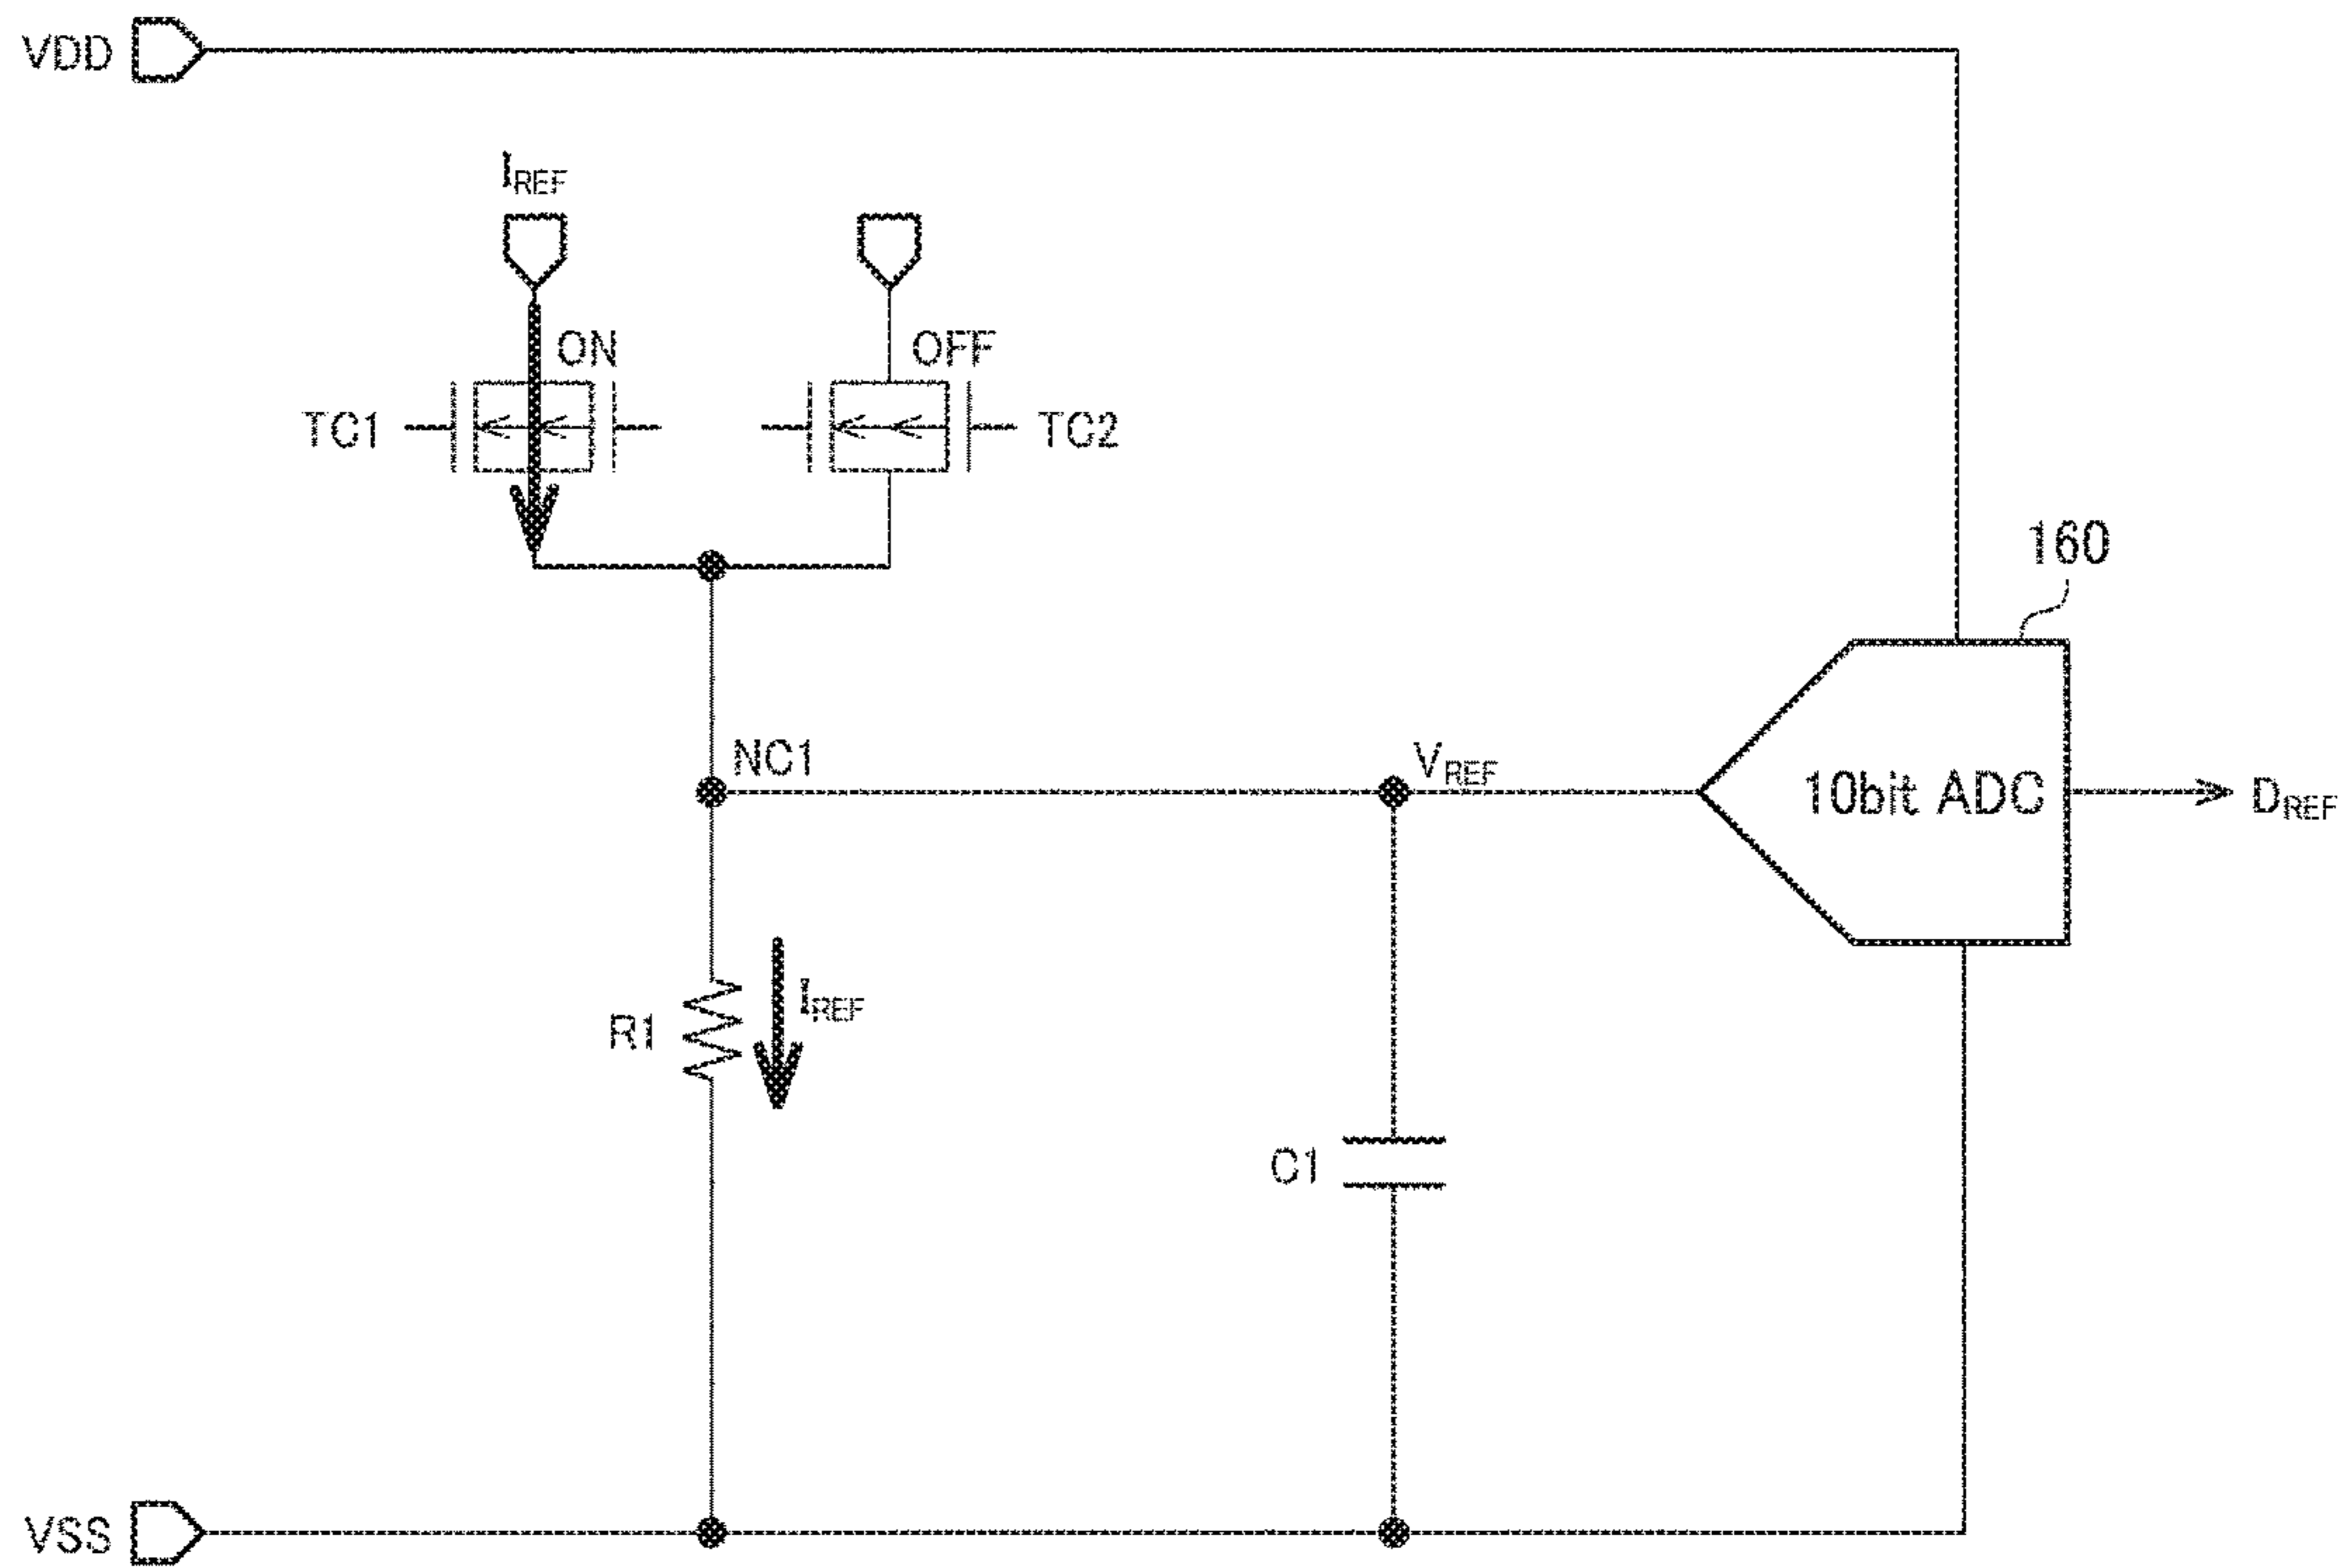 VDD
IREF
ON
OFF
TC1
TC2
160
NC1
VREF
10bit ADC
DREF
R1
IREF
C1
VSS